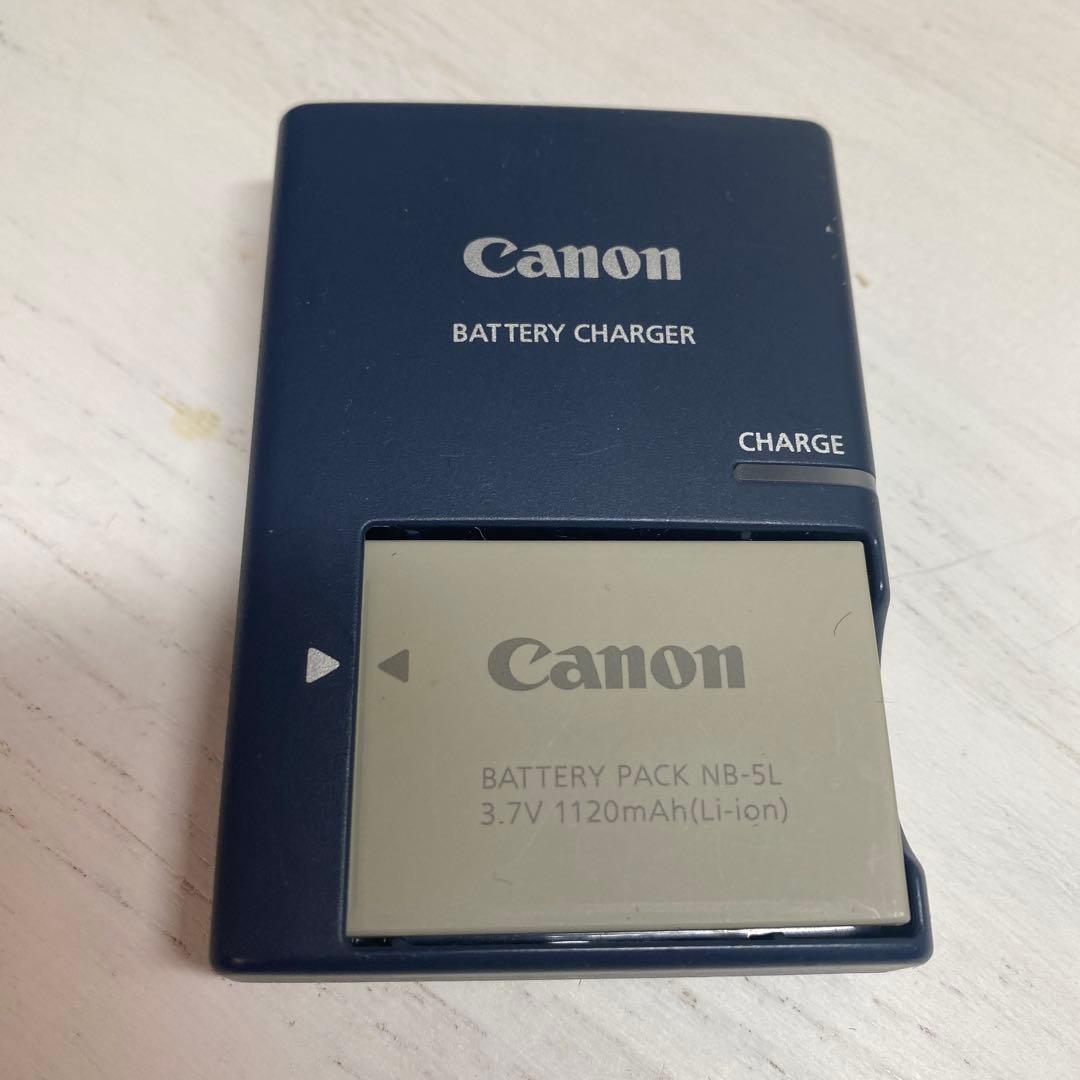 Canon
BATTERY CHARGER
CHARGE
Canon
BATTERY PACK NB-5L
3.7V 1120mAh(Li-ion)